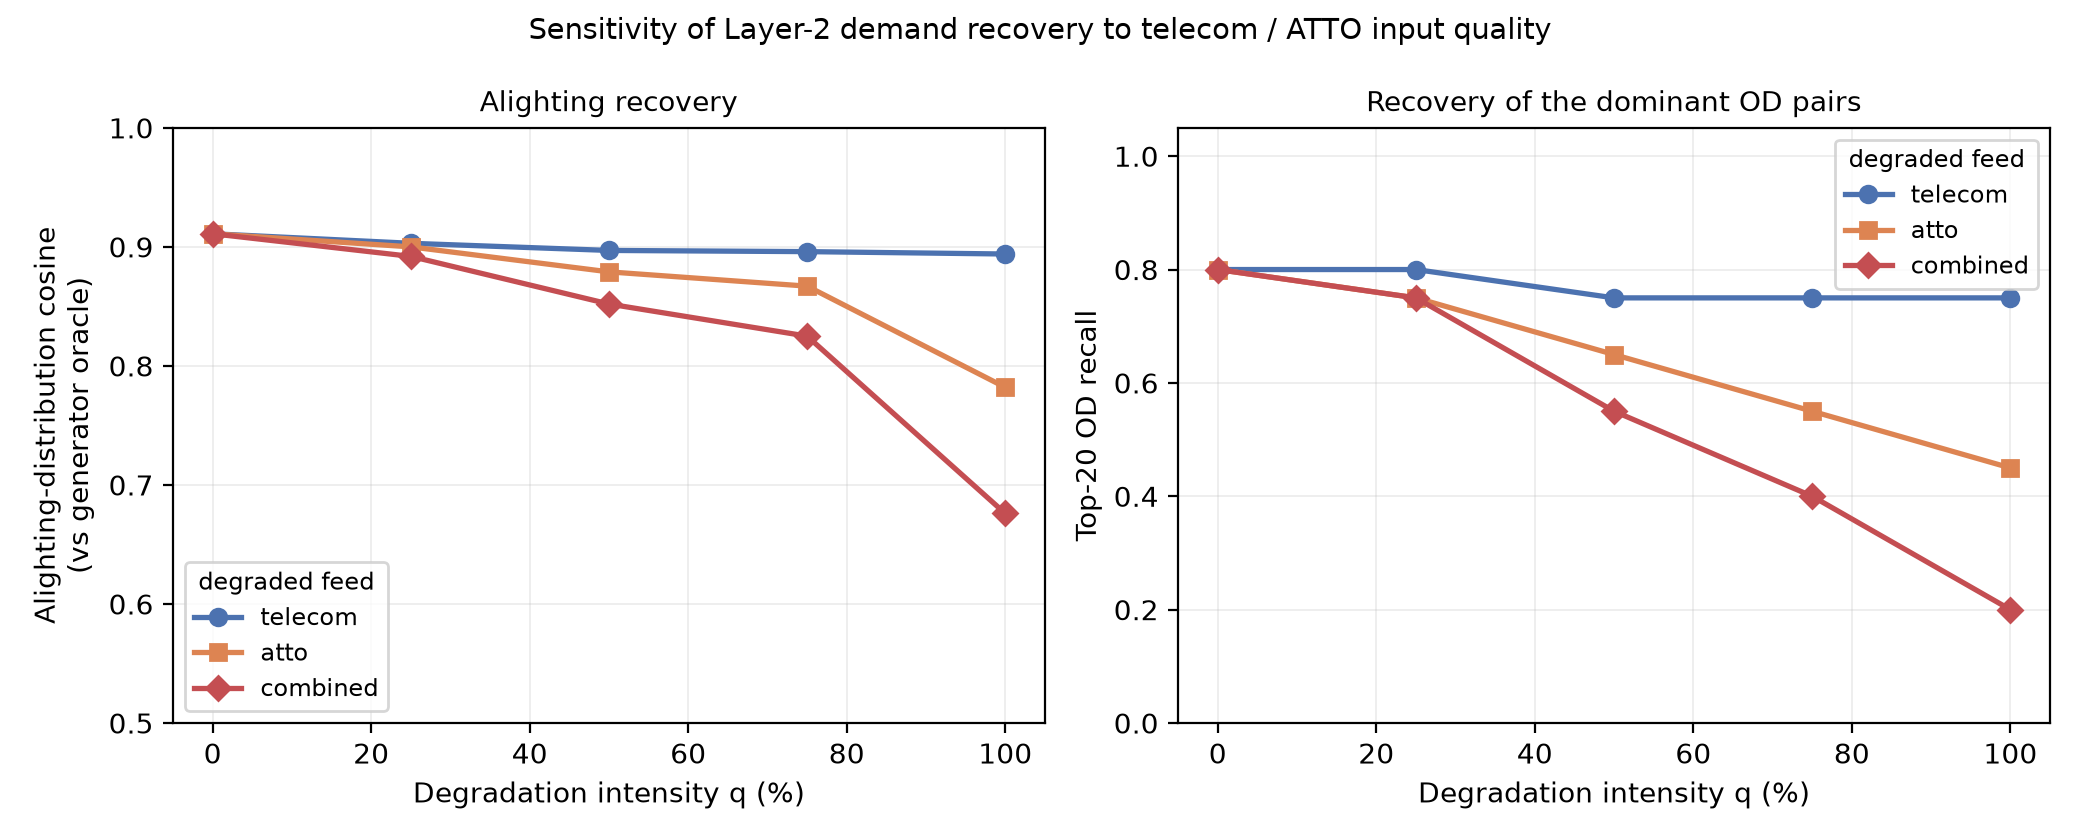 Sensitivity of Layer-2 demand recovery to telecom / ATTO input quality
Alighting recovery
Alighting-distribution cosine
(vs generator oracle)
1.0
0.9
0.8
0.7
0.6
0.5
degraded feed
telecom
atto
combined
0
20
40
60
80
100
Degradation intensity q (%)
Recovery of the dominant OD pairs
Top-20 OD recall
1.0
0.8
0.6
0.4
0.2
0.0
degraded feed
telecom
atto
combined
0
20
40
60
80
100
Degradation intensity q (%)